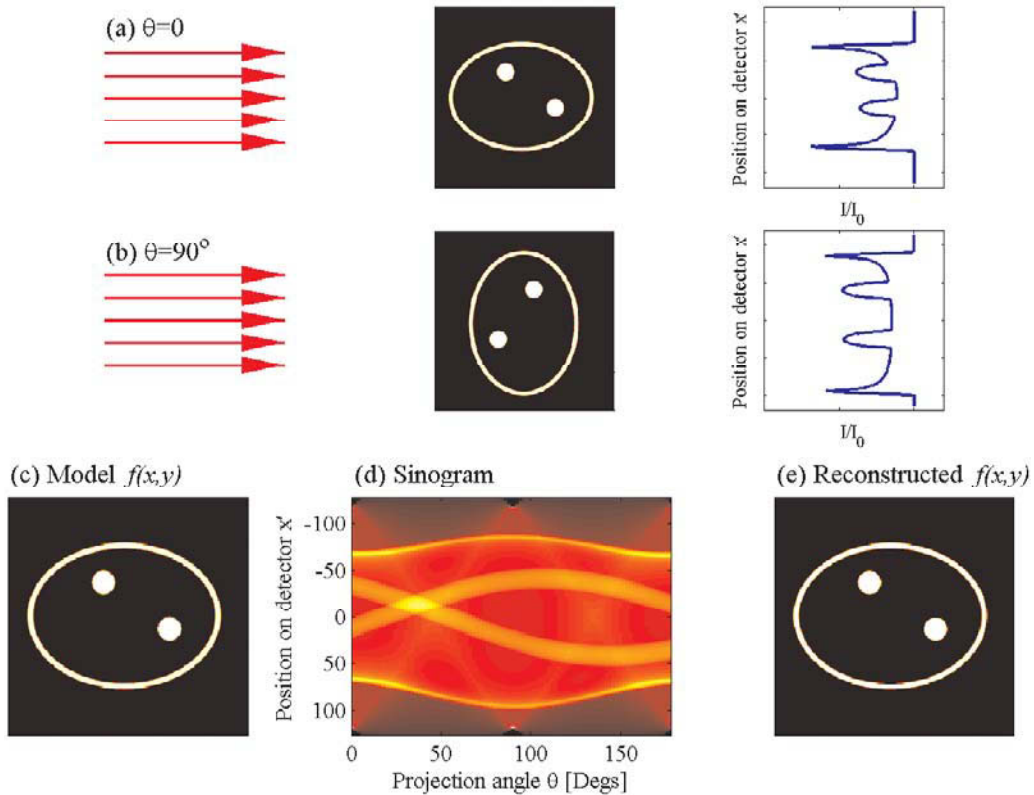 (a) θ=0
Position on detector x'
I/I₀
(b) θ=90°
Position on detector x'
I/I₀
(c) Model f(x,y)
(d) Sinogram
(e) Reconstructed f(x,y)
Position on detector x'
-100
-50
0
50
100
0 50 100 150
Projection angle θ [Degs]